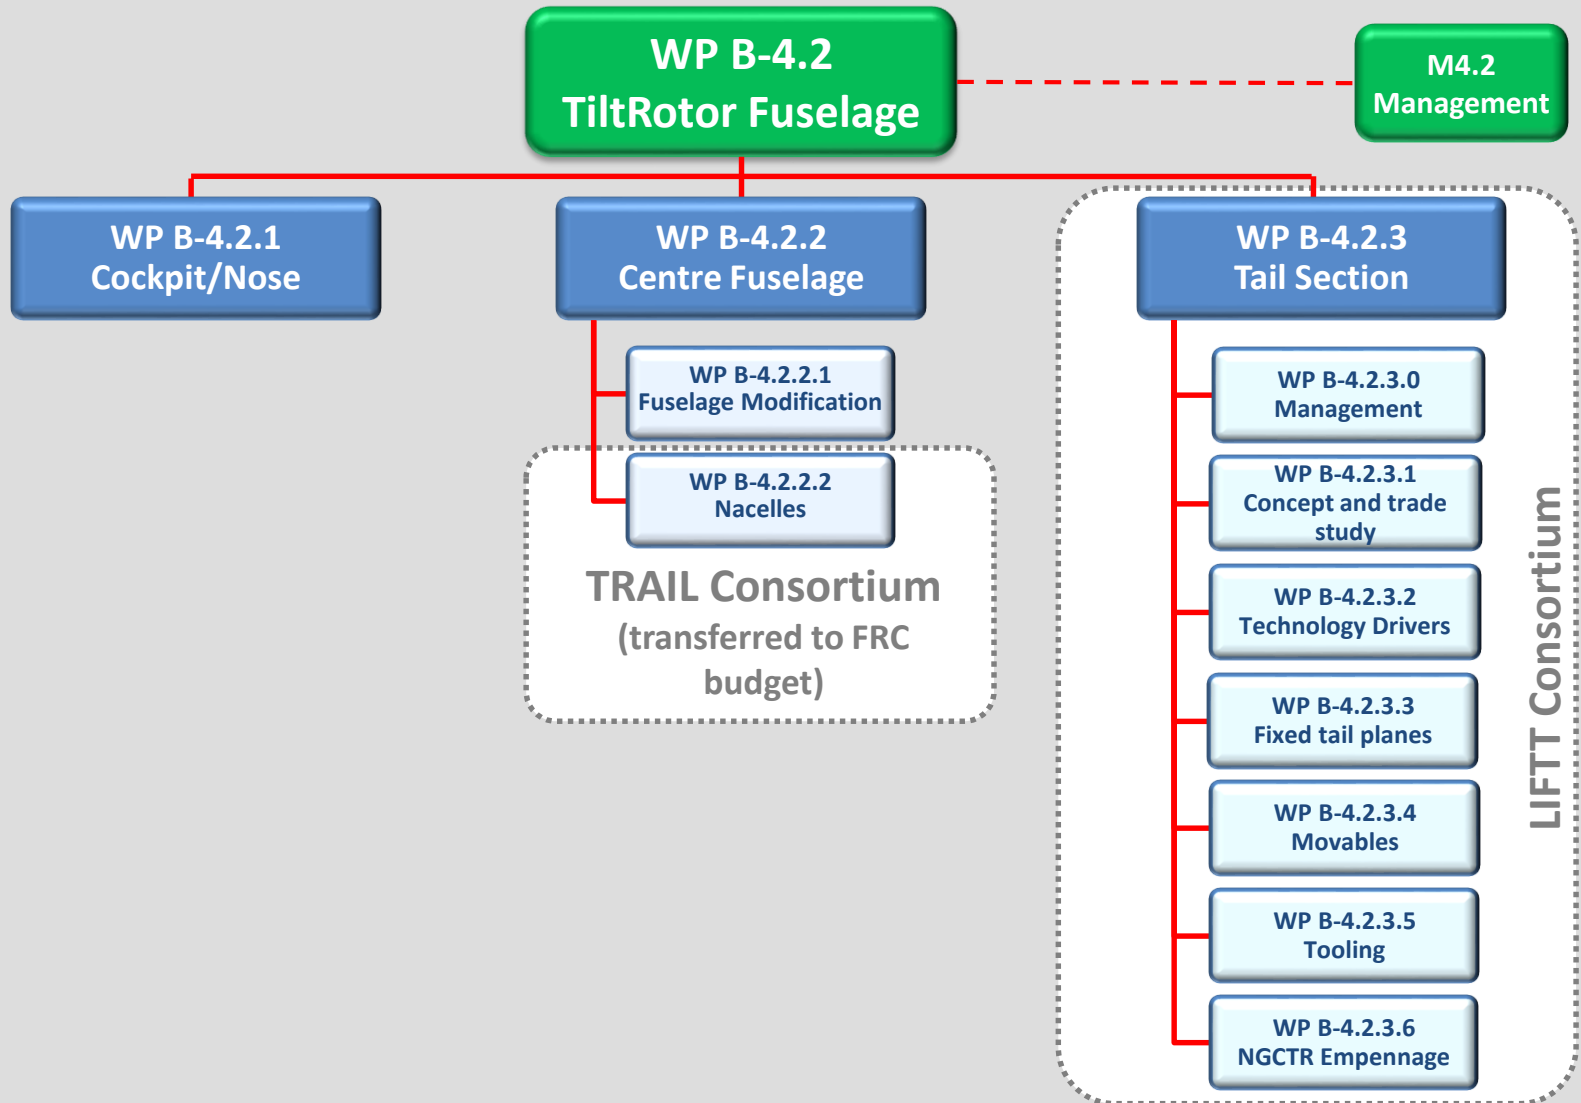 WP B-4.2
TiltRotor Fuselage
M4.2
Management
WP B-4.2.1
Cockpit/Nose
WP B-4.2.2
Centre Fuselage
WP B-4.2.3
Tail Section
WP B-4.2.2.1
Fuselage Modification
WP B-4.2.2.2
Nacelles
TRAIL Consortium
(transferred to FRC
budget)
WP B-4.2.3.0
Management
WP B-4.2.3.1
Concept and trade
study
WP B-4.2.3.2
Technology Drivers
WP B-4.2.3.3
Fixed tail planes
WP B-4.2.3.4
Movables
WP B-4.2.3.5
Tooling
WP B-4.2.3.6
NGCTR Empennage
LIFTT Consortium